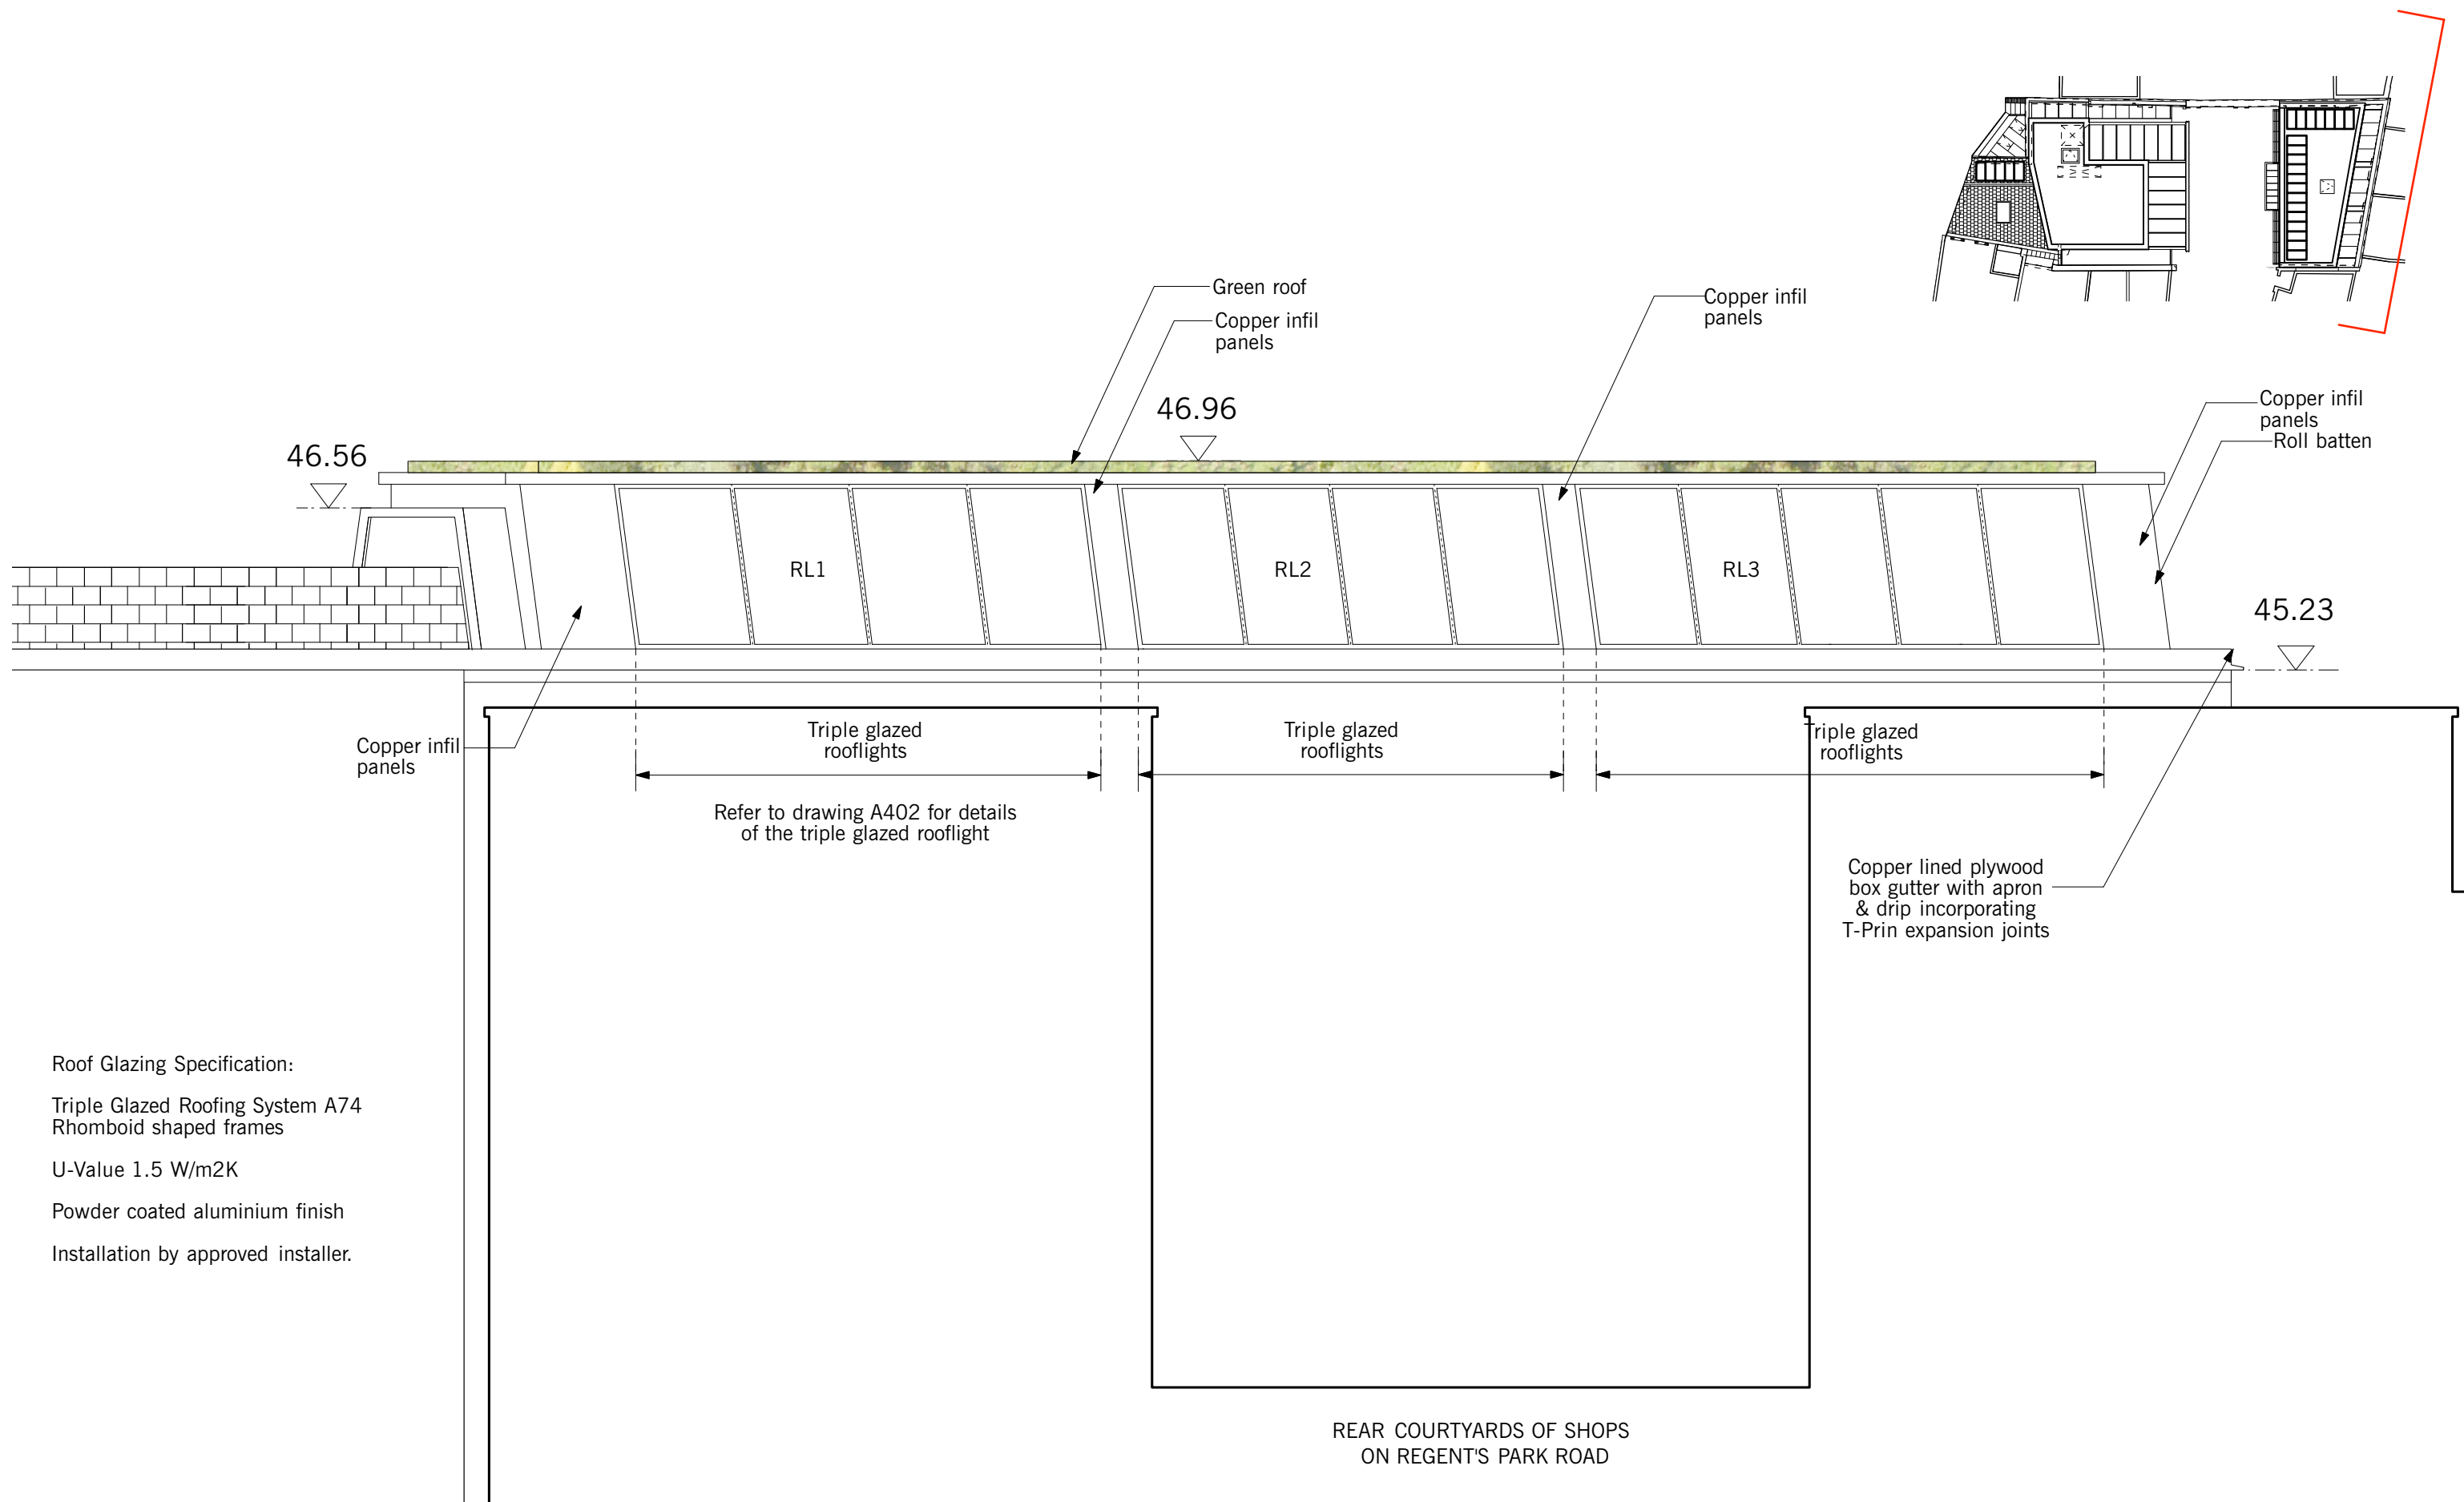 Green roof
Copper infil
panels
Copper infil
panels
46.96
Copper infil
panels
Roll batten
46.56
RL1
RL2
RL3
45.23
Copper infil
panels
Triple glazed
rooflights
Triple glazed
rooflights
Triple glazed
rooflights
Refer to drawing A402 for details
of the triple glazed rooflight
Copper lined plywood
box gutter with apron
& drip incorporating
T-Prin expansion joints
Roof Glazing Specification:
Triple Glazed Roofing System A74
Rhomboid shaped frames
U-Value 1.5 W/m2K
Powder coated aluminium finish
Installation by approved installer.
REAR COURTYARDS OF SHOPS
ON REGENT'S PARK ROAD